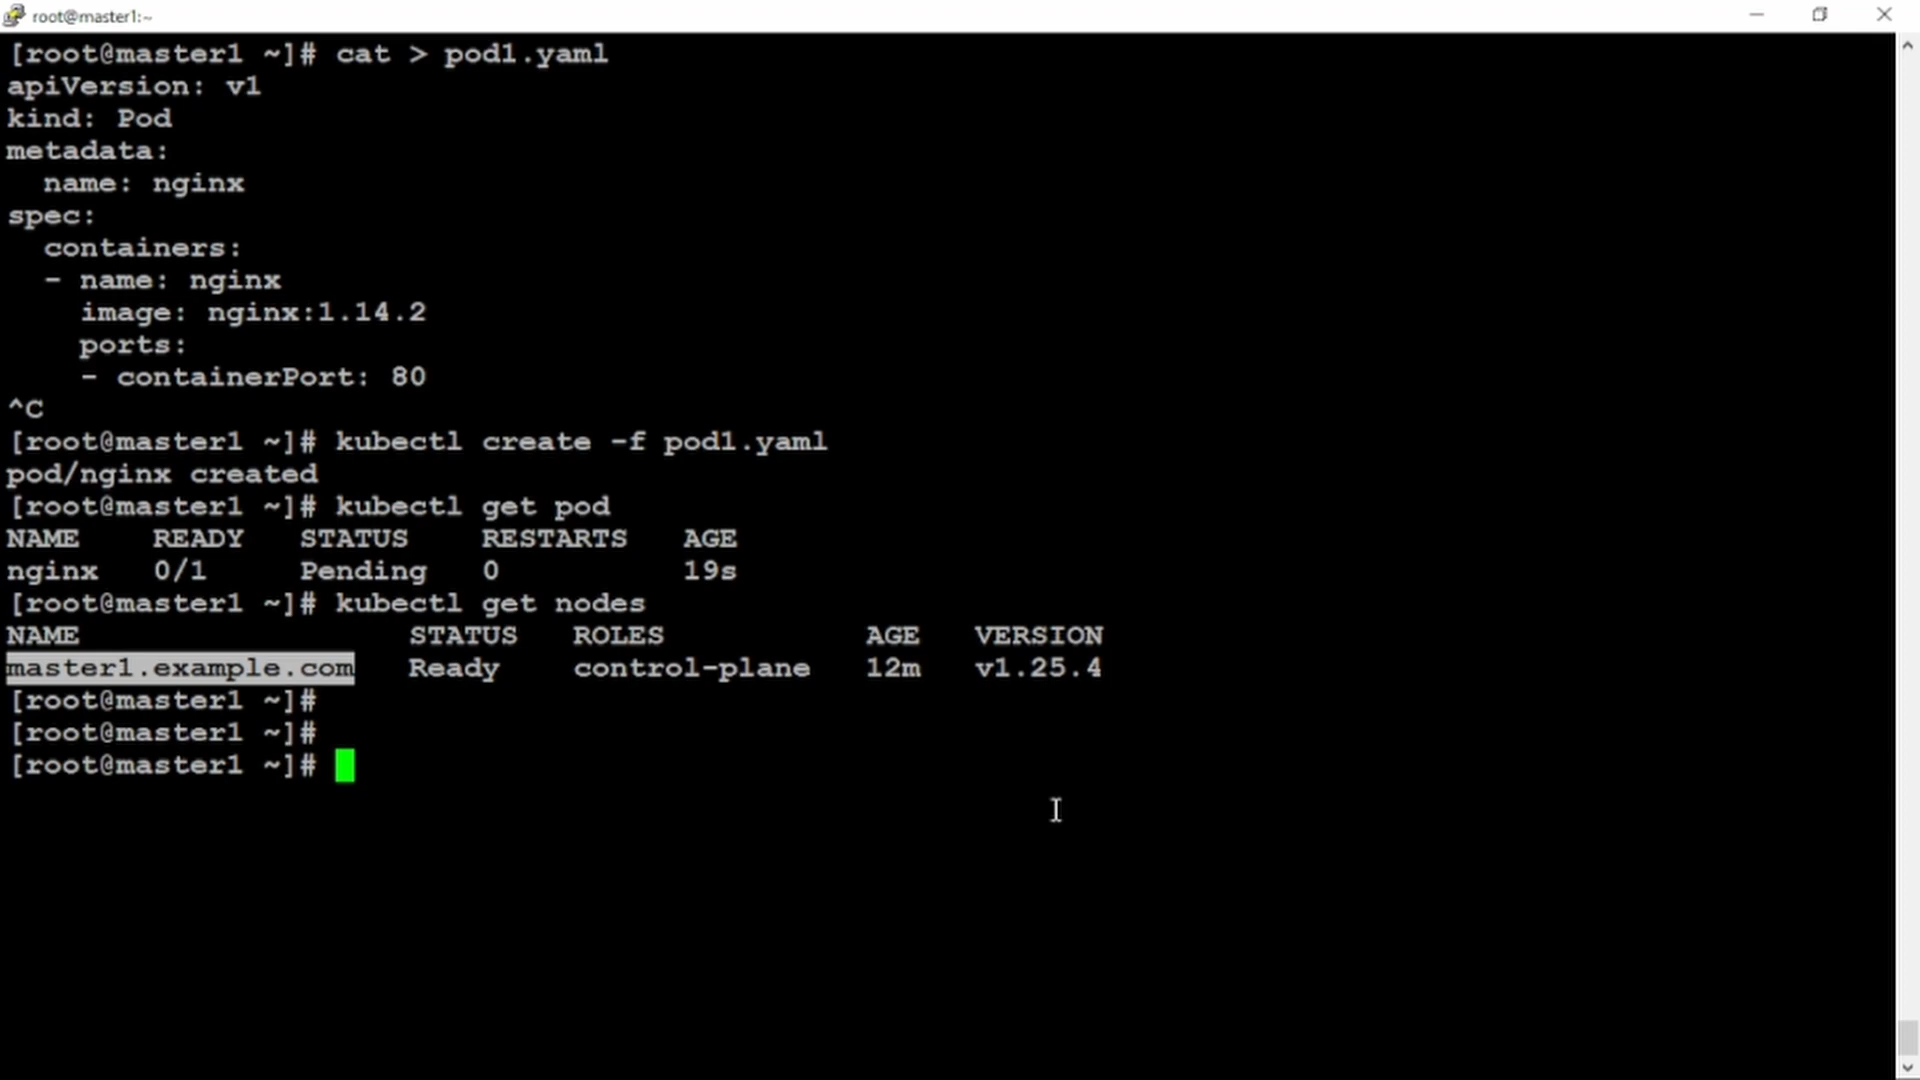 root@master1:~
[root@master1 ~]# cat > pod1.yaml
apiVersion: v1
kind: Pod
metadata:
  name: nginx
spec:
  containers:
  - name: nginx
    image: nginx:1.14.2
    ports:
    - containerPort: 80
^C
[root@master1 ~]# kubectl create -f pod1.yaml
pod/nginx created
[root@master1 ~]# kubectl get pod
NAME    READY   STATUS    RESTARTS   AGE
nginx   0/1     Pending   0          19s
[root@master1 ~]# kubectl get nodes
NAME                  STATUS   ROLES           AGE   VERSION
master1.example.com   Ready    control-plane   12m   v1.25.4
[root@master1 ~]#
[root@master1 ~]#
[root@master1 ~]#